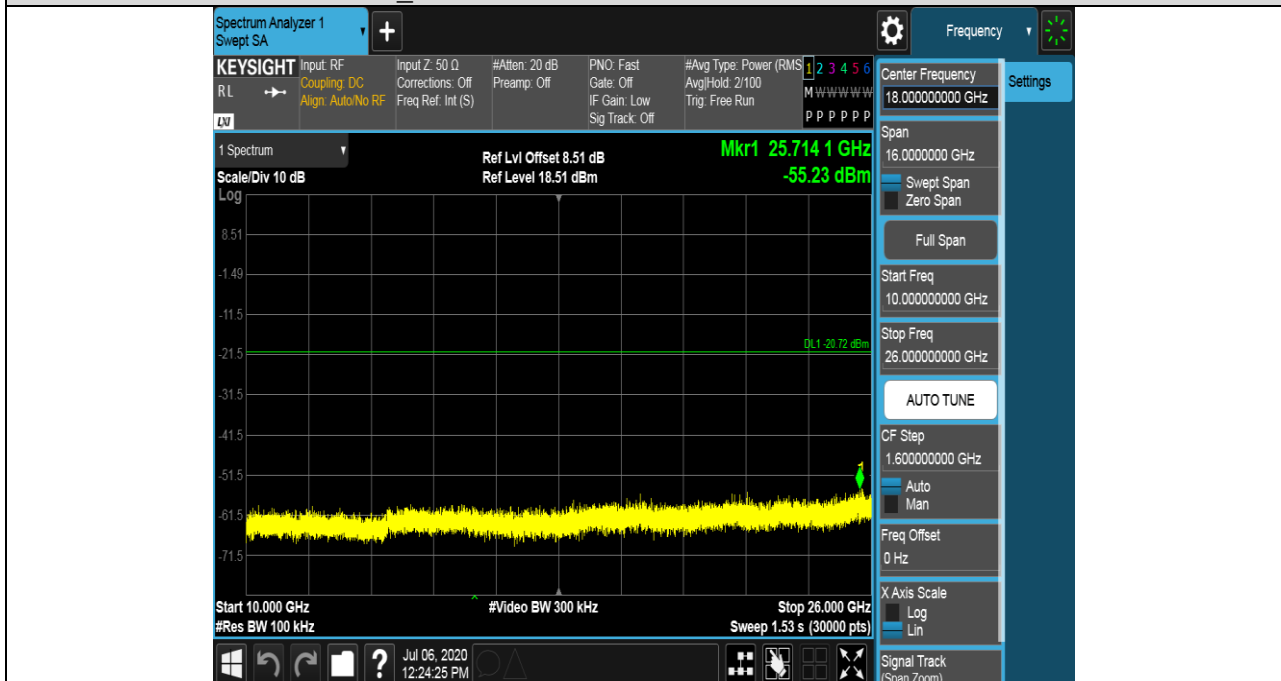 Spectrum Analyzer 1
Swept SA
+
Frequency
KEYSIGHT
RL
LXI
Input: RF
Coupling: DC
Align: Auto/No RF
Input Z: 50 Ω
Corrections: Off
Freq Ref: Int (S)
#Atten: 20 dB
Preamp: Off
PNO: Fast
Gate: Off
IF Gain: Low
Sig Track: Off
#Avg Type: Power (RMS
Avg|Hold: 2/100
Trig: Free Run
1 2 3 4 5 6
M W W W W W
P P P P P P
Center Frequency
18.000000000 GHz
Settings
1 Spectrum
Scale/Div 10 dB
Ref Lvl Offset 8.51 dB
Ref Level 18.51 dBm
Mkr1 25.714 1 GHz
-55.23 dBm
Log
8.51
-1.49
-11.5
-21.5
-31.5
-41.5
-51.5
-61.5
-71.5
DL1 -20.72 dBm
1
Start 10.000 GHz
#Res BW 100 kHz
#Video BW 300 kHz
Stop 26.000 GHz
Sweep 1.53 s (30000 pts)
Span
16.0000000 GHz
Swept Span
Zero Span
Full Span
Start Freq
10.000000000 GHz
Stop Freq
26.000000000 GHz
AUTO TUNE
CF Step
1.600000000 GHz
Auto
Man
Freq Offset
0 Hz
X Axis Scale
Log
Lin
Signal Track
(Span Zoom)
?
Jul 06, 2020
12:24:25 PM